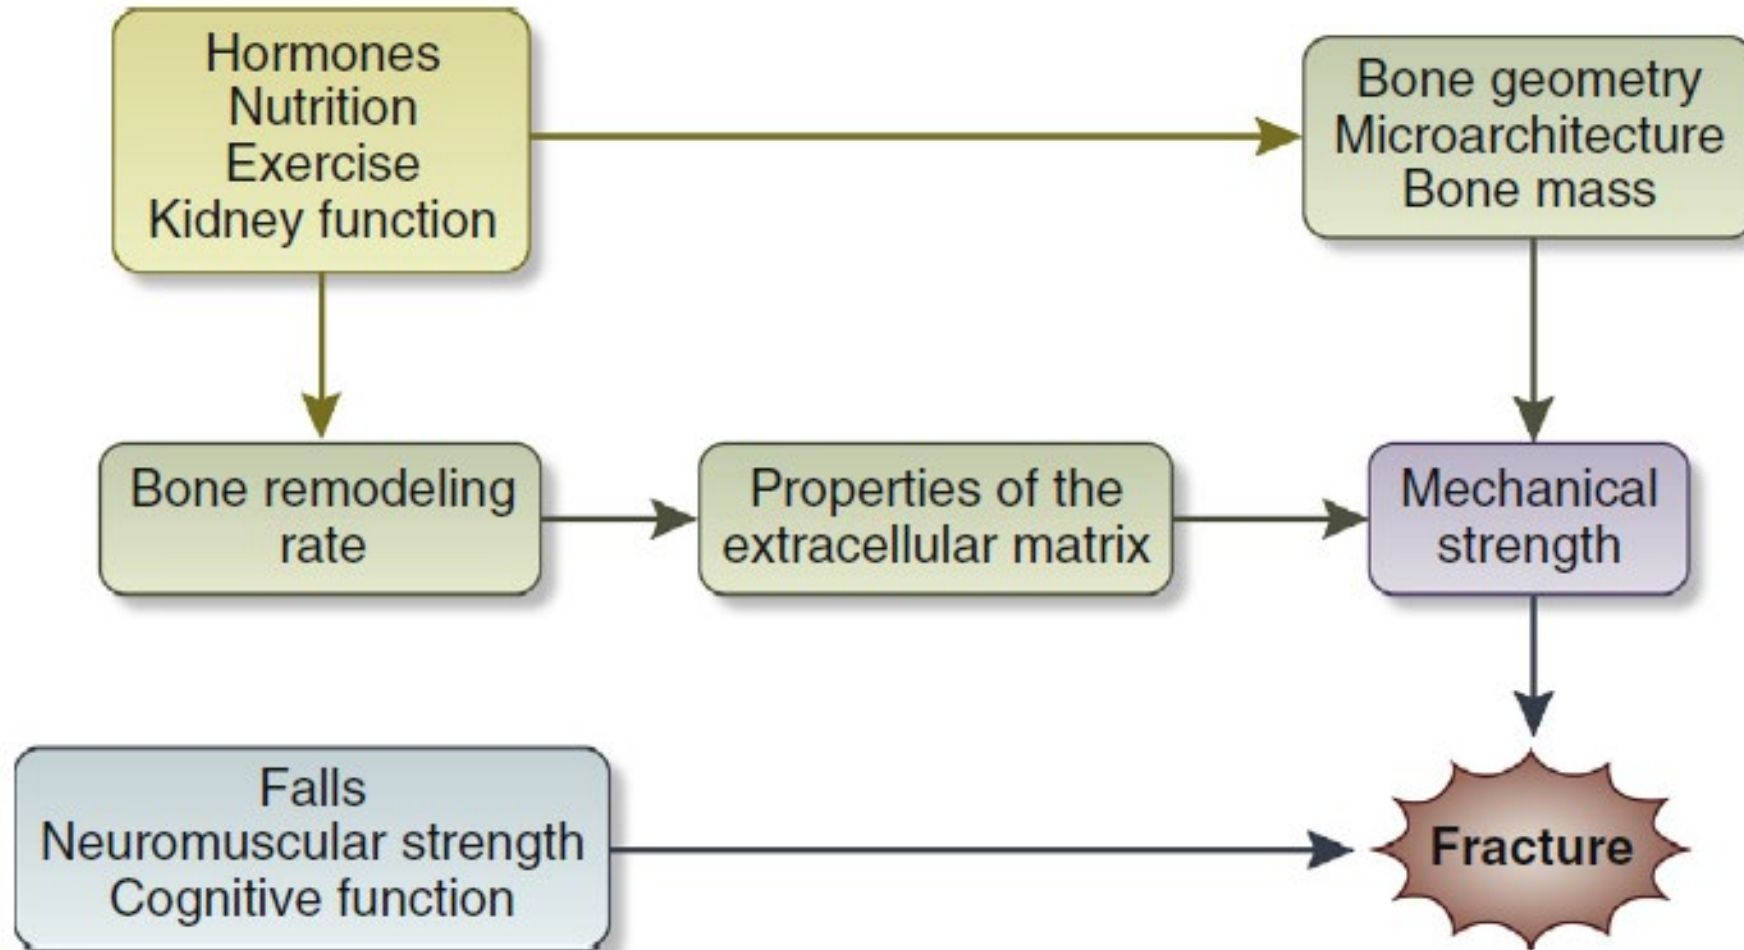 Hormones
Nutrition
Exercise
Kidney function
Bone geometry
Microarchitecture
Bone mass
Bone remodeling
rate
Properties of the
extracellular matrix
Mechanical
strength
Falls
Neuromuscular strength
Cognitive function
Fracture